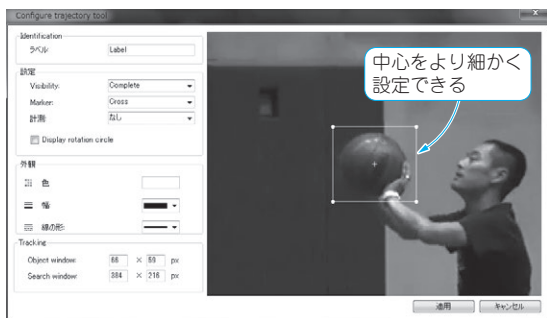 Configure trajectory tool
Identification
ラベル
Label
設定
Visibility:
Complete
Marker:
Cross
計測:
なし
Display rotation circle
外観
色
幅
線の形:
Tracking
Object window:
66 × 59 px
Search window:
384 × 216 px
中心をより細かく
設定できる
適用
キャンセル